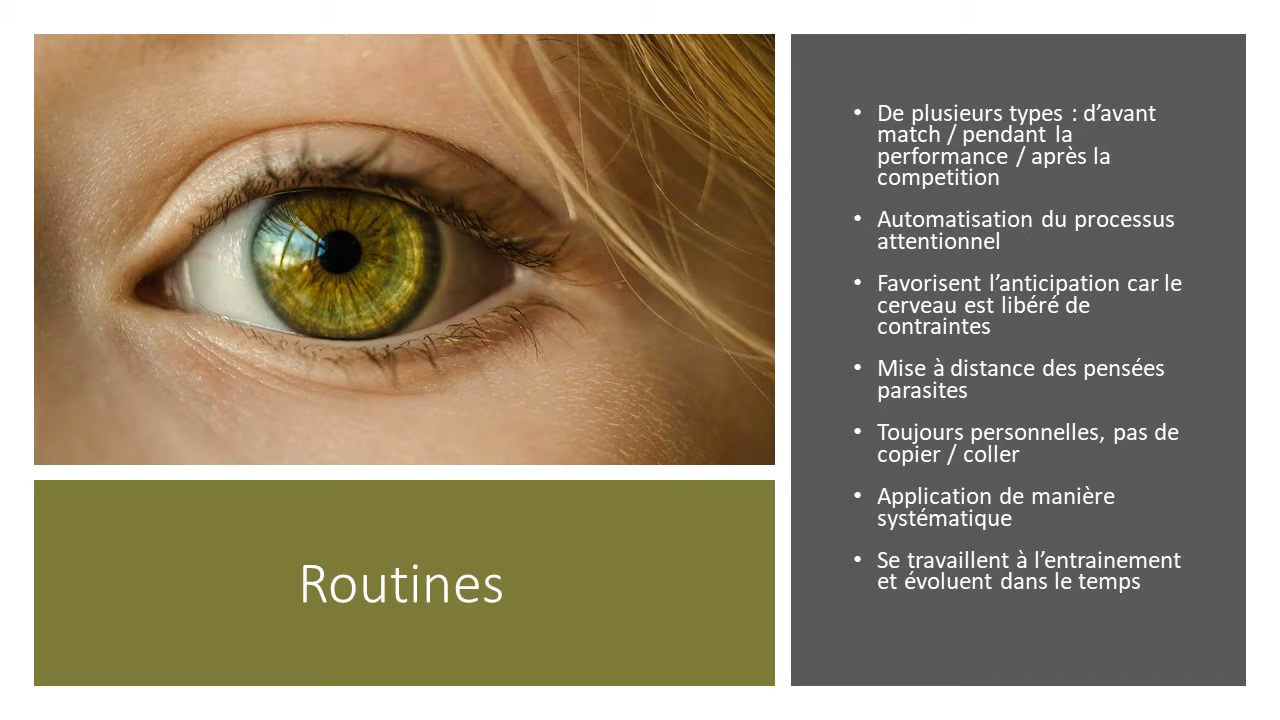 Routines
• De plusieurs types : d’avant
match / pendant la
performance / après la
competition
• Automatisation du processus
attentionnel
• Favorisent l’anticipation car le
cerveau est libéré de
contraintes
• Mise à distance des pensées
parasites
• Toujours personnelles, pas de
copier / coller
• Application de manière
systématique
• Se travaillent à l’entrainement
et évoluent dans le temps